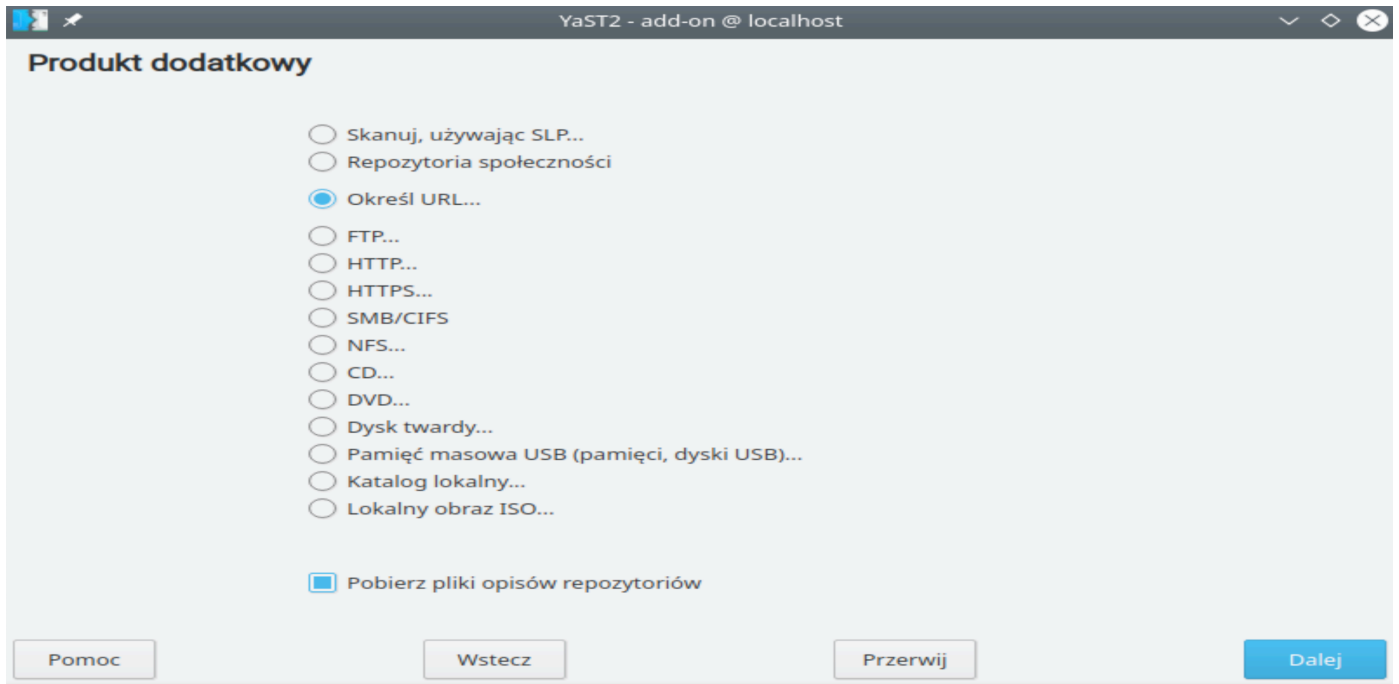 YaST2 - add-on @ localhost
Produkt dodatkowy
Skanuj, używając SLP...
Repozytoria społeczności
Określ URL...
FTP...
HTTP...
HTTPS...
SMB/CIFS
NFS...
CD...
DVD...
Dysk twardy...
Pamięć masowa USB (pamięci, dyski USB)...
Katalog lokalny...
Lokalny obraz ISO...
Pobierz pliki opisów repozytoriów
Pomoc Wstecz Przerwij Dalej